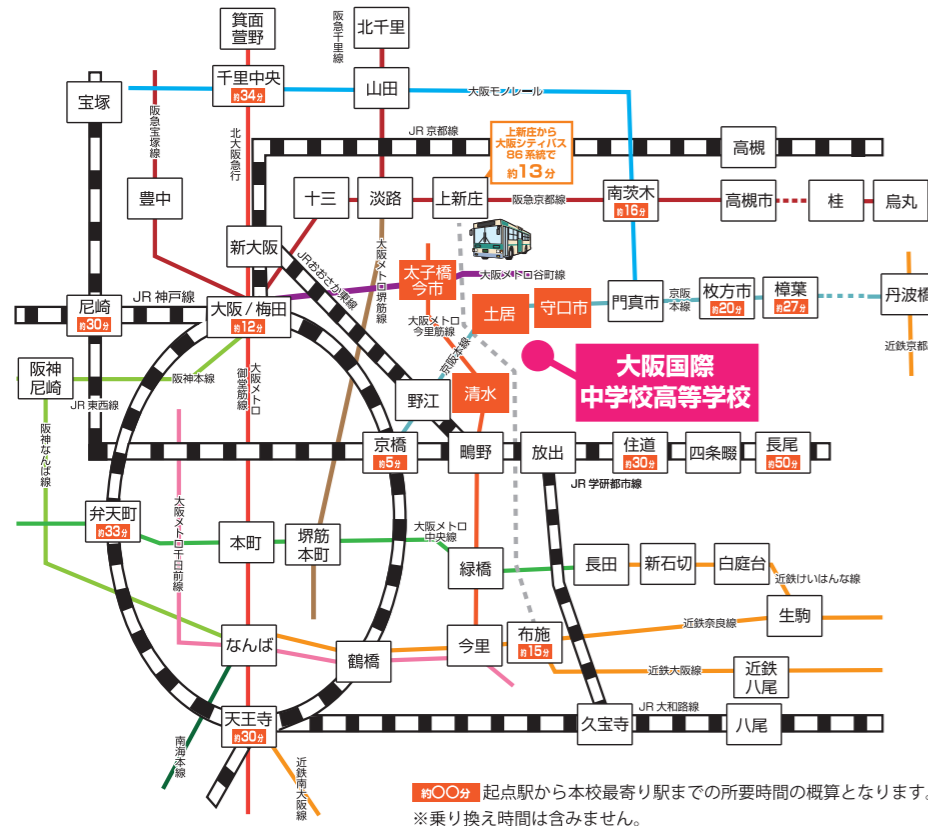 箕面
萱野
阪急千里線
北千里
宝塚
千里中央
約34分
山田
大阪モノレール
阪急宝塚線
北大阪急行
JR 京都線
上新庄から
大阪シティバス
86系統で
約13分
高槻
豊中
十三
淡路
上新庄
阪急京都線
南茨木
約16分
高槻市
桂
烏丸
新大阪
JRおおさか東線
大阪メトロ堺筋線
太子橋
今市
大阪メトロ谷町線
尼崎
約30分
JR 神戸線
大阪/梅田
約12分
大阪メトロ
今里筋線
土居
守口市
門真市
京阪
本線
枚方市
約20分
樟葉
約27分
丹波橋
近鉄京都
阪神
尼崎
阪神本線
大阪メトロ
御堂筋線
京阪本線
清水
大阪国際
中学校高等学校
JR 東西線
野江
阪神なんば線
京橋
約5分
鴫野
放出
住道
約30分
四条畷
長尾
約50分
JR 学研都市線
弁天町
約33分
大阪メトロ千日前線
本町
堺筋
本町
大阪メトロ
中央線
緑橋
長田
新石切
白庭台
近鉄けいはんな線
生駒
なんば
鶴橋
今里
布施
約15分
近鉄奈良線
近鉄大阪線
近鉄
八尾
天王寺
約30分
久宝寺
JR 大和路線
八尾
南海本線
近鉄南大阪線
約〇〇分 起点駅から本校最寄り駅までの所要時間の概算となります。
※乗り換え時間は含みません。